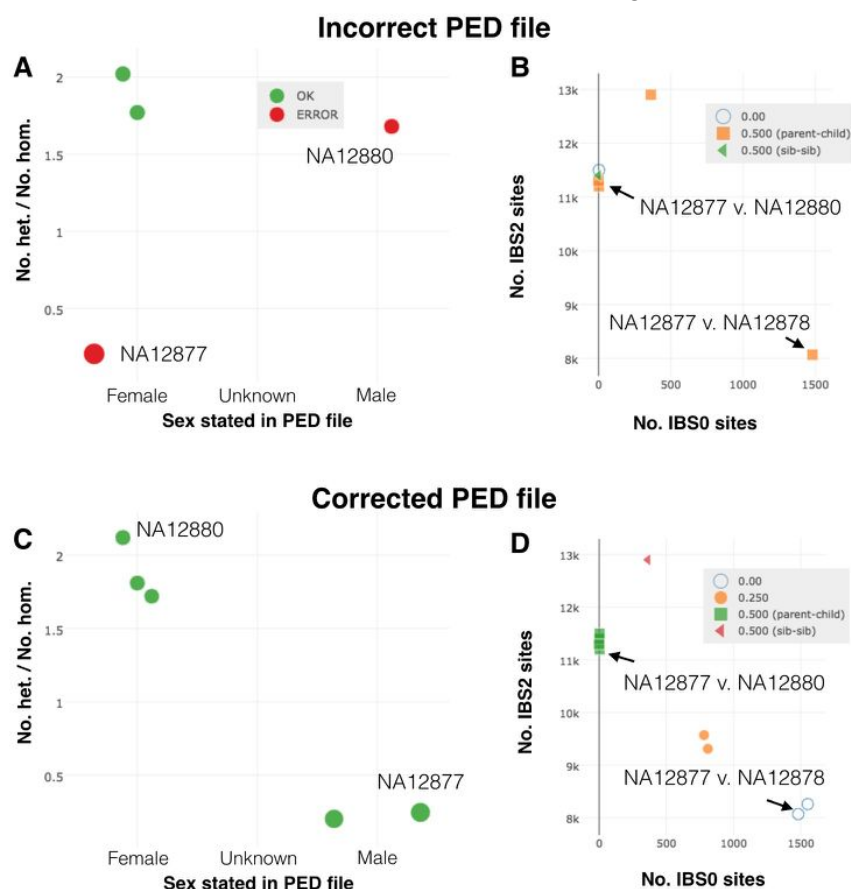 Incorrect PED file
A
2
1.5
1
0.5
No. het. / No. hom.
OK
ERROR
NA12880
NA12877
Female Unknown Male
Sex stated in PED file
B
13k
12k
11k
10k
9k
8k
No. IBS2 sites
0.00
0.500 (parent-child)
0.500 (sib-sib)
NA12877 v. NA12880
NA12877 v. NA12878
0 500 1000 1500
No. IBS0 sites
Corrected PED file
C
2
1.5
1
0.5
No. het. / No. hom.
NA12880
NA12877
Female Unknown Male
Sex stated in PED file
D
13k
12k
11k
10k
9k
8k
No. IBS2 sites
0.00
0.250
0.500 (parent-child)
0.500 (sib-sib)
NA12877 v. NA12880
NA12877 v. NA12878
0 500 1000 1500
No. IBS0 sites